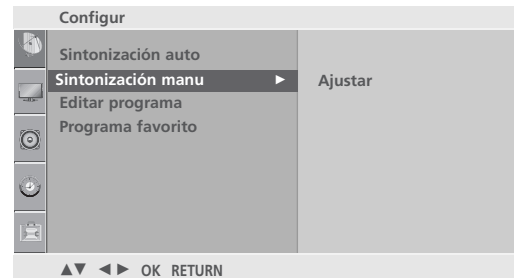 Configur
Sintonización auto
Sintonización manu ► Ajustar
Editar programa
Programa favorito
▲▼ ◄► OK RETURN